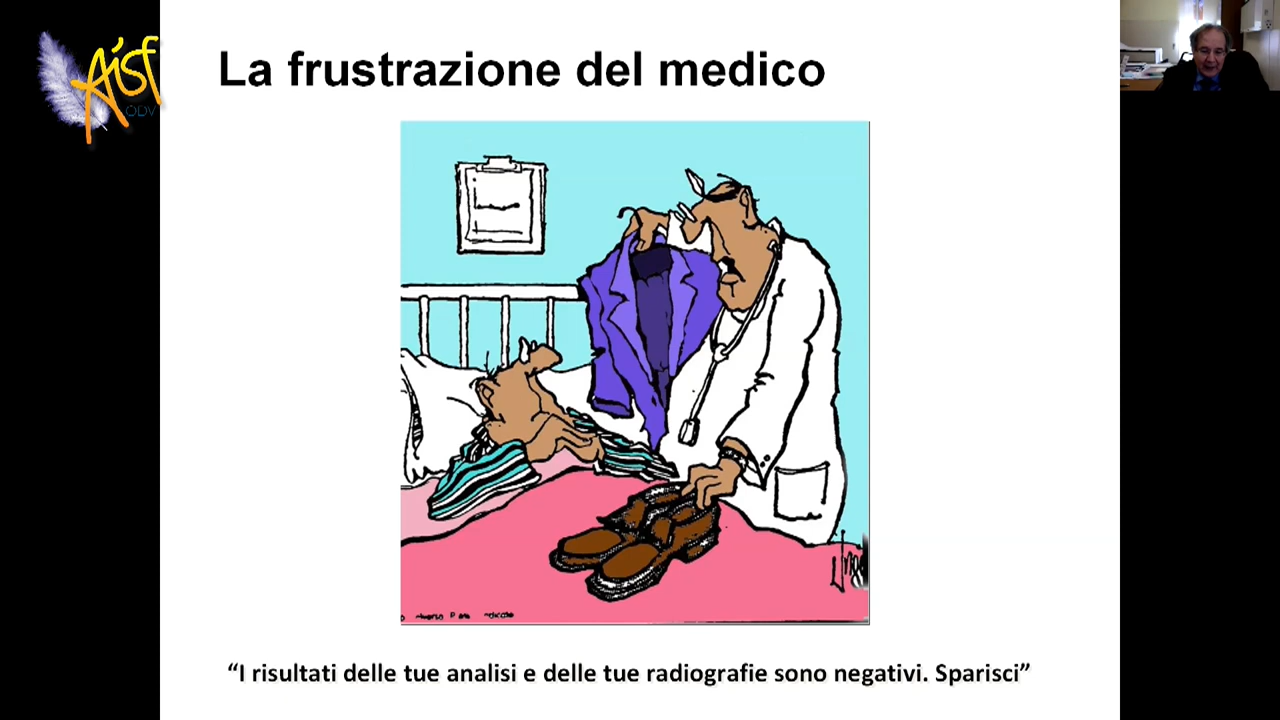 Aisf
ODV
La frustrazione del medico
“I risultati delle tue analisi e delle tue radiografie sono negativi. Sparisci”